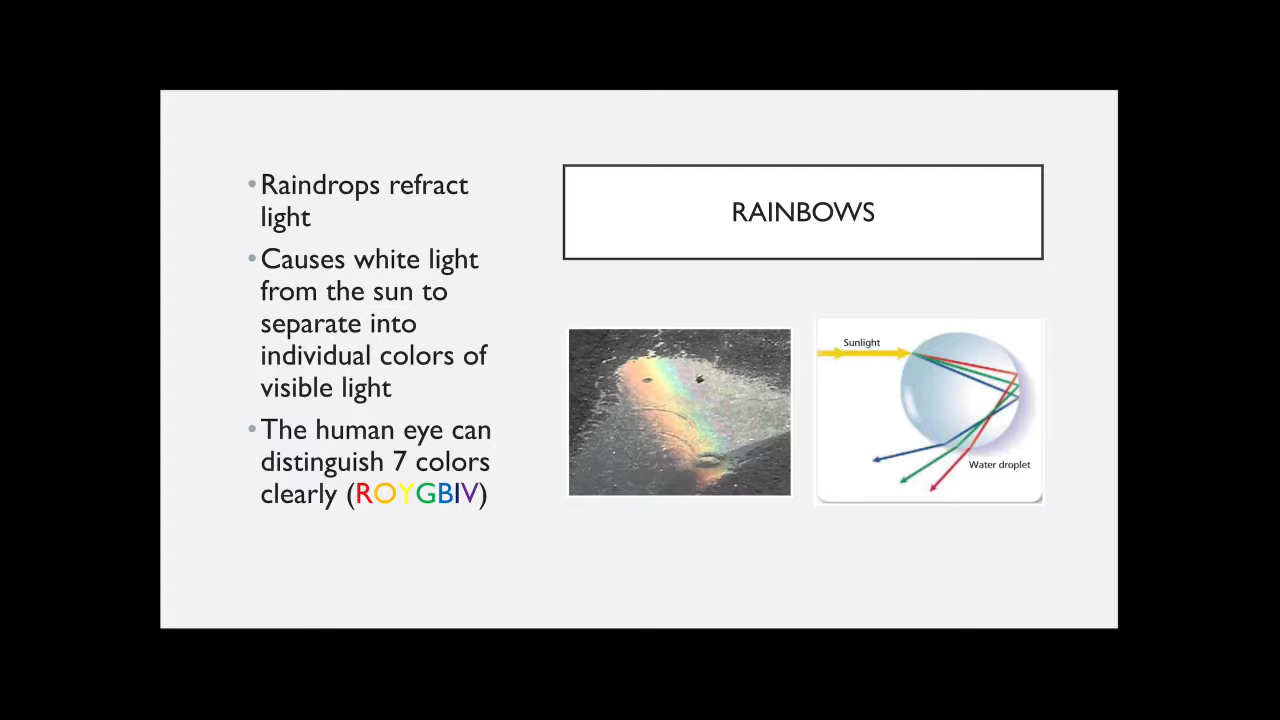 •Raindrops refract
light
•Causes white light
from the sun to
separate into
individual colors of
visible light
•The human eye can
distinguish 7 colors
clearly (ROYGBIV)
RAINBOWS
Sunlight
Water droplet